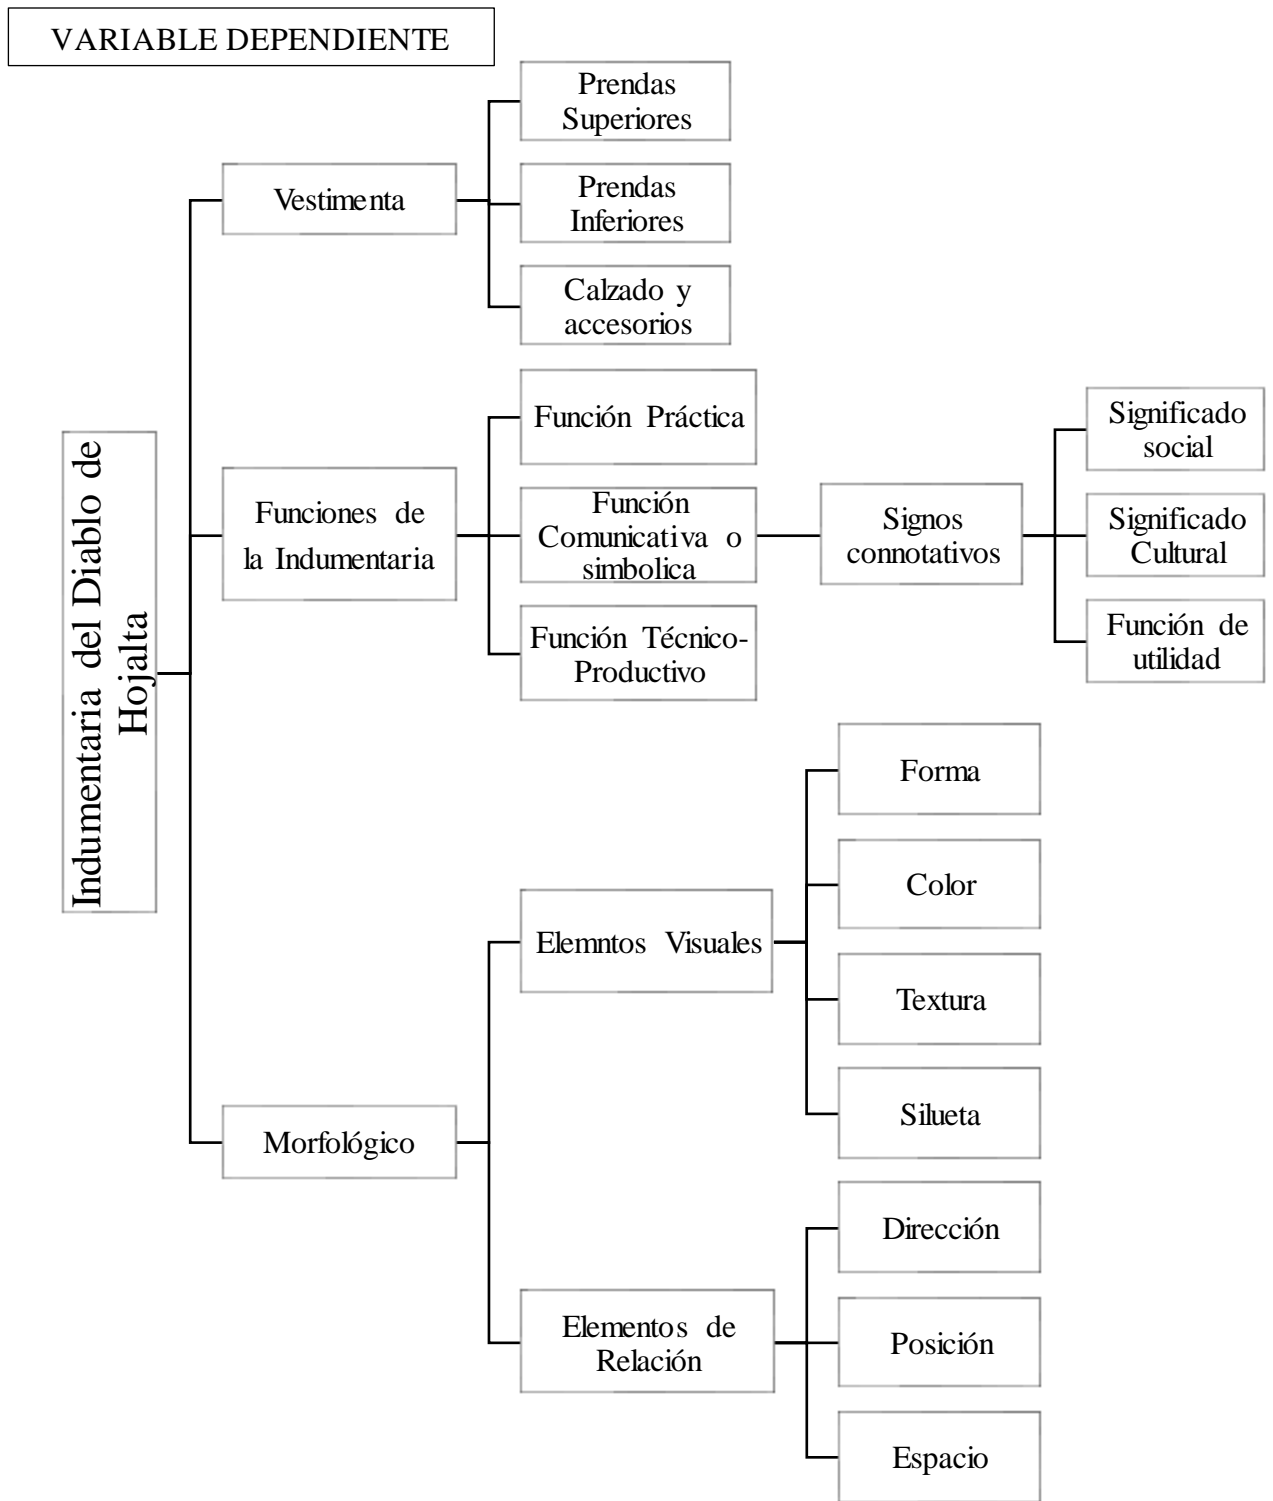 VARIABLE DEPENDIENTE
Indumentaria del Diablo de
Hojalta
Vestimenta
Prendas
Superiores
Prendas
Inferiores
Calzado y
accesorios
Funciones de
la Indumentaria
Función Práctica
Función
Comunicativa o
simbolica
Función Técnico-
Productivo
Signos
connotativos
Significado
social
Significado
Cultural
Función de
utilidad
Morfológico
Elemntos Visuales
Forma
Color
Textura
Silueta
Elementos de
Relación
Dirección
Posición
Espacio